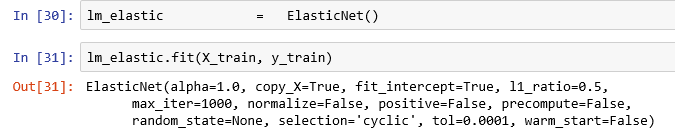 In [30]: lm_elastic = ElasticNet()
In [31]: lm_elastic.fit(X_train, y_train)
Out[31]: ElasticNet(alpha=1.0, copy_X=True, fit_intercept=True, l1_ratio=0.5,
max_iter=1000, normalize=False, positive=False, precompute=False,
random_state=None, selection='cyclic', tol=0.0001, warm_start=False)